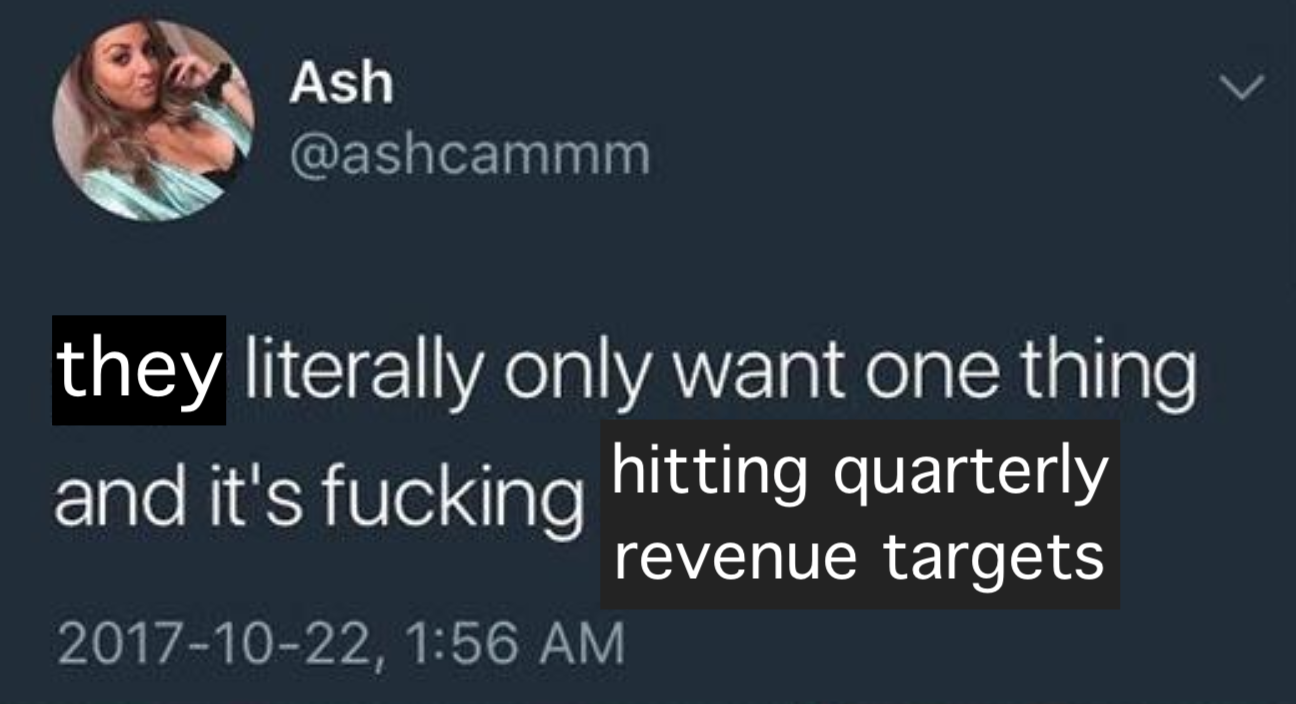 Ash
@ashcammm
they literally only want one thing
and it's fucking hitting quarterly
revenue targets
2017-10-22, 1:56 AM